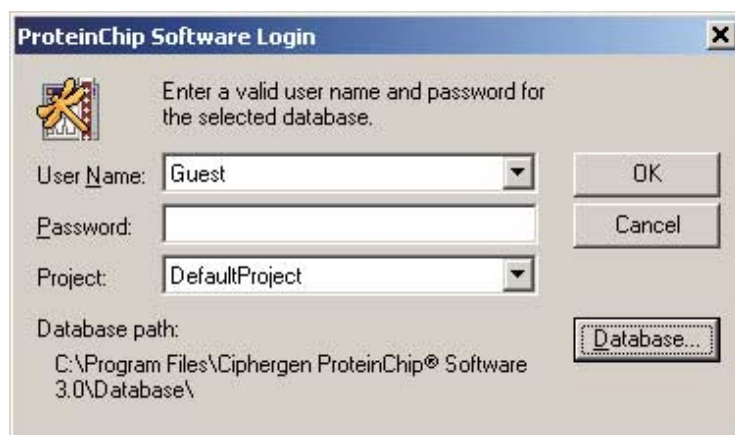 ProteinChip Software Login
Enter a valid user name and password for
the selected database.
User Name: Guest
OK
Password:
Cancel
Project: DefaultProject
Database path:
Database...
C:\Program Files\Ciphergen ProteinChip® Software
3.0\Database\